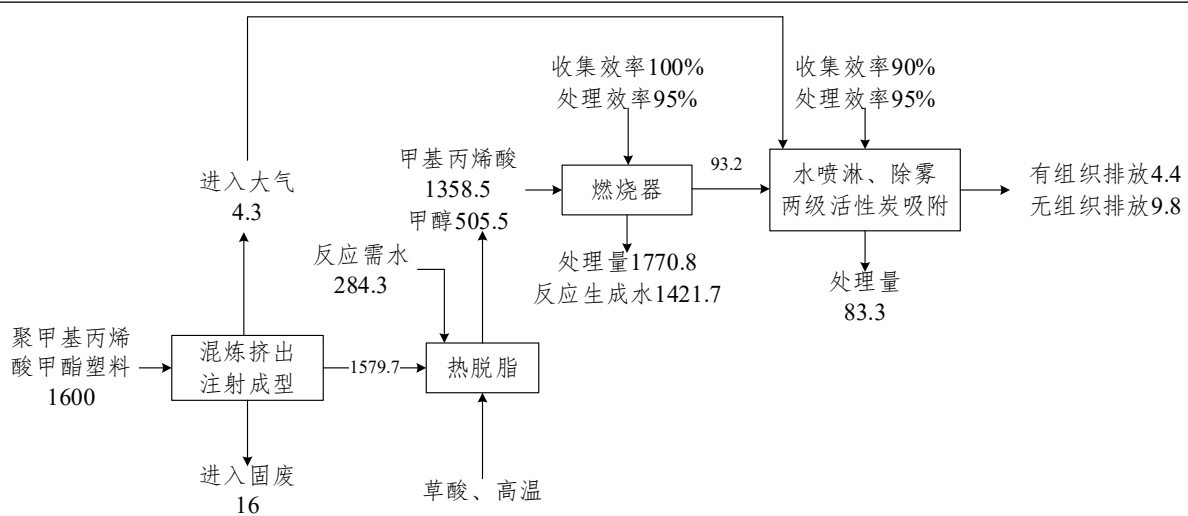 收集效率100%
处理效率95%
收集效率90%
处理效率95%
进入大气
4.3
甲基丙烯酸
1358.5
甲醇505.5
燃烧器
93.2
水喷淋、除雾
两级活性炭吸附
有组织排放4.4
无组织排放9.8
反应需水
284.3
处理量1770.8
反应生成水1421.7
处理量
83.3
聚甲基丙烯
酸甲酯塑料
1600
混炼挤出
注射成型
1579.7
热脱脂
进入固废
16
草酸、高温